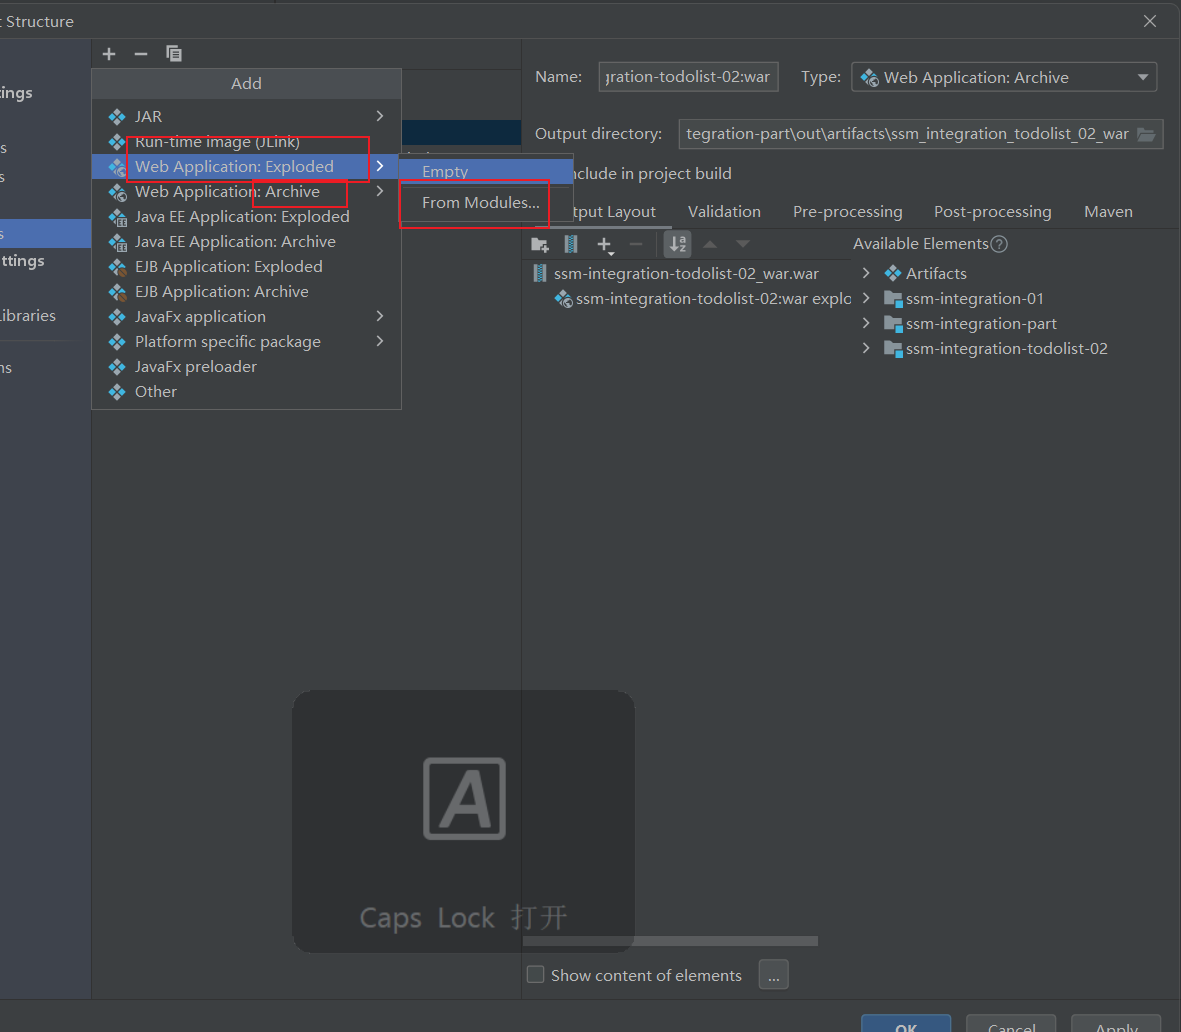 : Structure
tings
s
s
s
ttings
ibraries
ns
Add
JAR
Run-time image (JLink)
Web Application: Exploded
Web Application: Archive
Java EE Application: Exploded
Java EE Application: Archive
EJB Application: Exploded
EJB Application: Archive
JavaFx application
Platform specific package
JavaFx preloader
Other
Empty
From Modules...
Name: gration-todolist-02:war Type: Web Application: Archive
Output directory: tegration-part\out\artifacts\ssm_integration_todolist_02_war
nclude in project build
tput Layout Validation Pre-processing Post-processing Maven
Available Elements
ssm-integration-todolist-02_war.war
ssm-integration-todolist-02:war explo
Artifacts
ssm-integration-01
ssm-integration-part
ssm-integration-todolist-02
A
Caps Lock 打开
Show content of elements ...
OK Cancel Apply